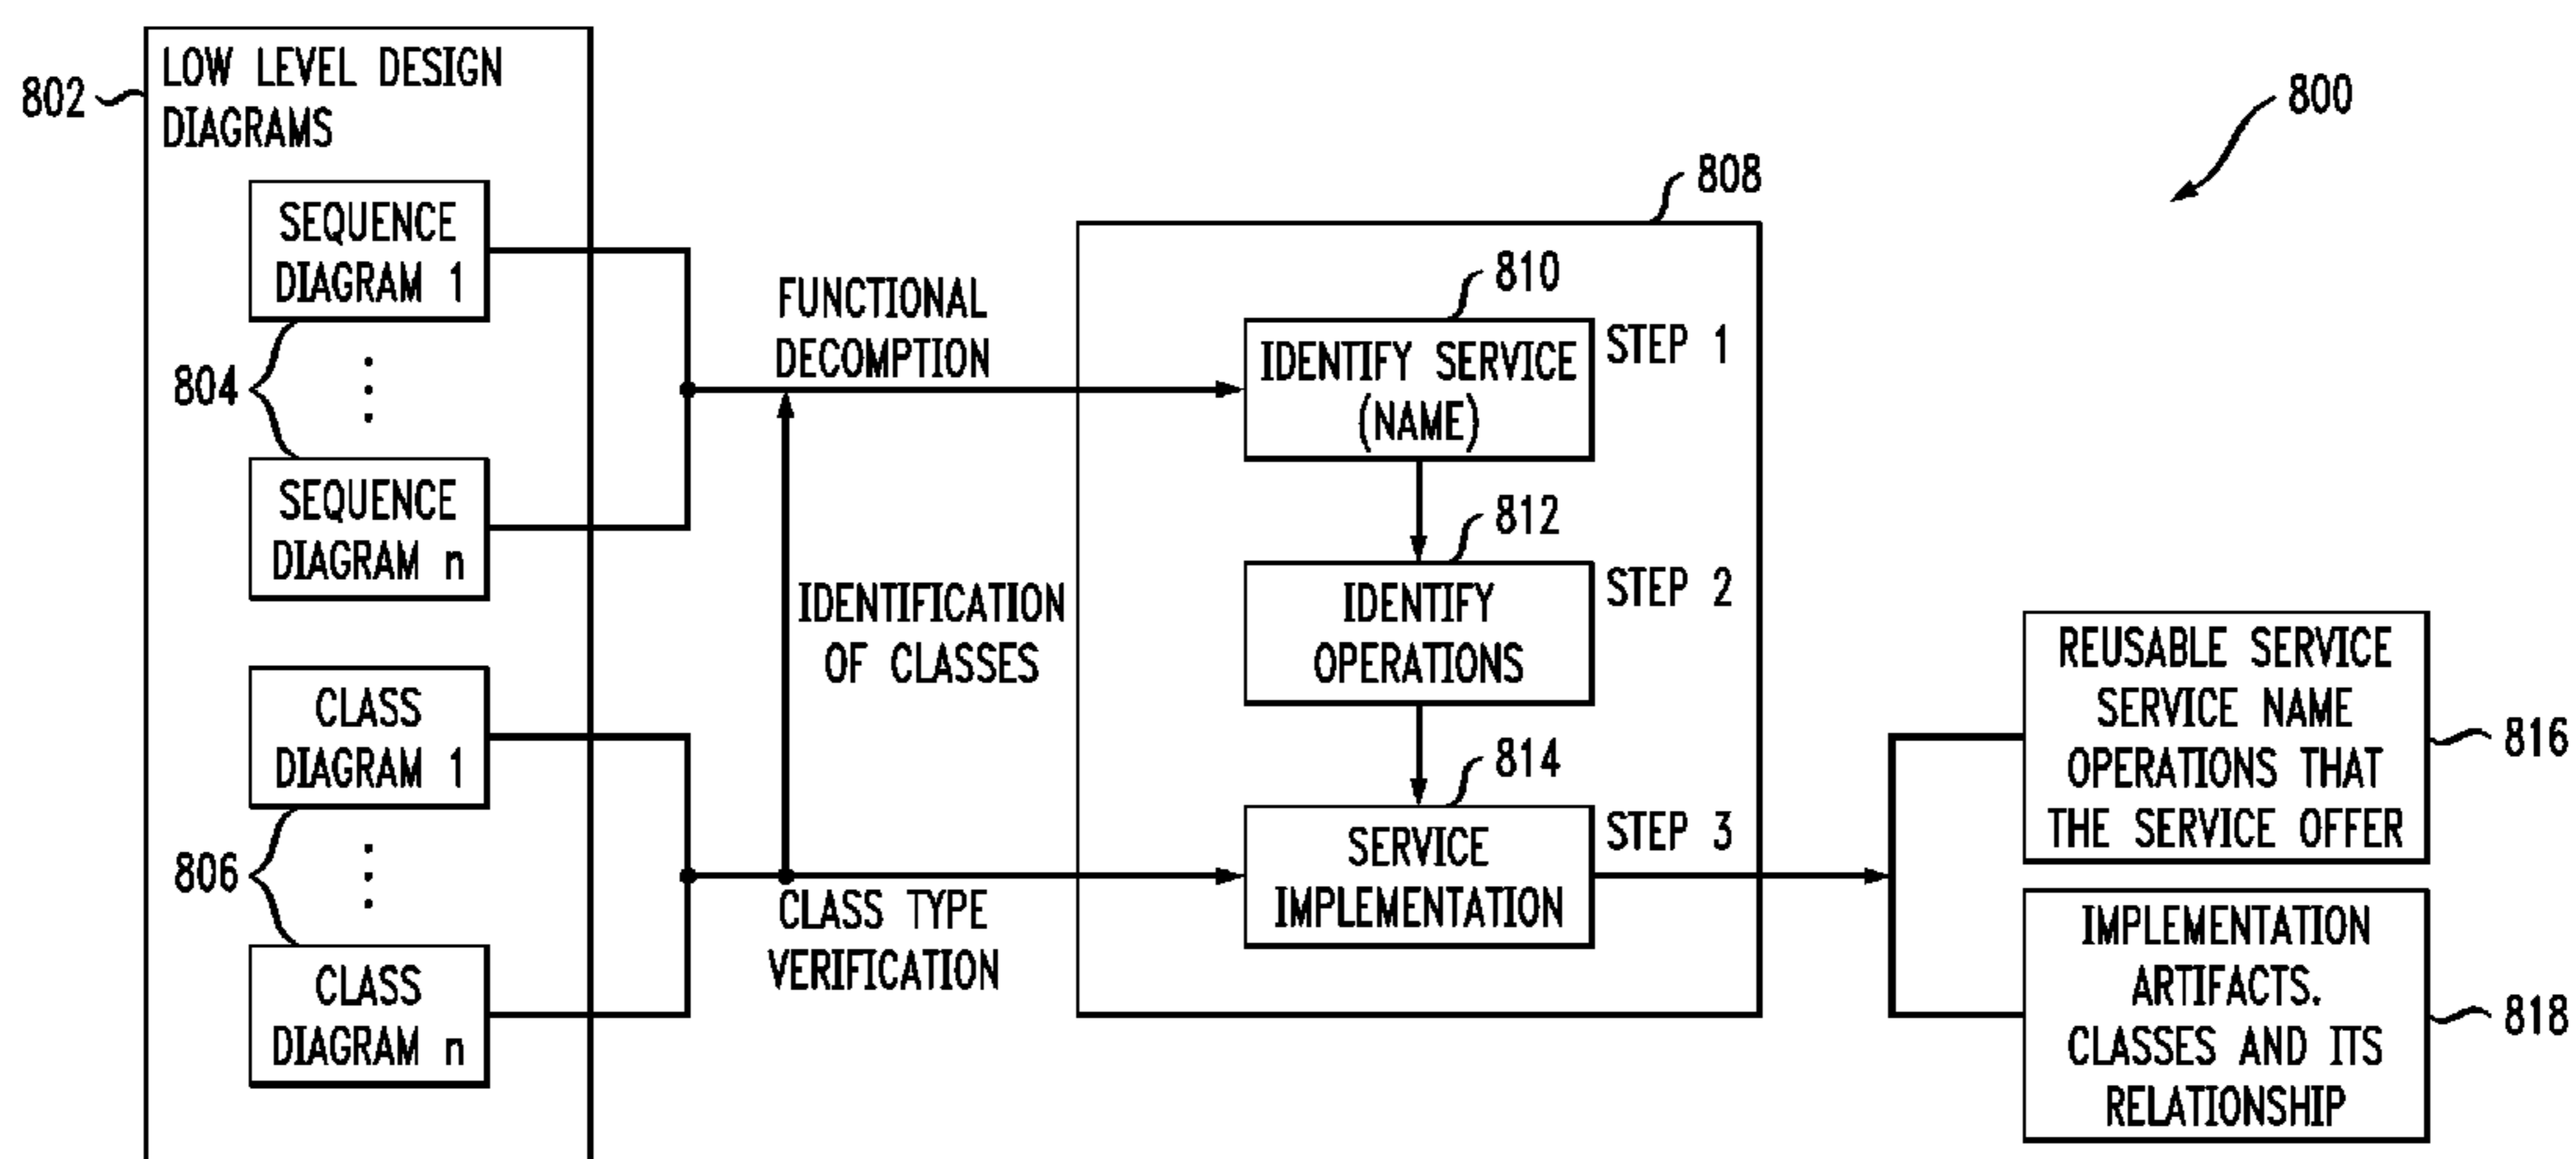 LOW LEVEL DESIGN
DIAGRAMS
802
SEQUENCE
DIAGRAM 1
804
SEQUENCE
DIAGRAM n
CLASS
DIAGRAM 1
806
CLASS
DIAGRAM n
FUNCTIONAL
DECOMPTION
IDENTIFICATION
OF CLASSES
CLASS TYPE
VERIFICATION
808
810
IDENTIFY SERVICE
(NAME)
STEP 1
812
IDENTIFY
OPERATIONS
STEP 2
814
SERVICE
IMPLEMENTATION
STEP 3
800
REUSABLE SERVICE
SERVICE NAME
OPERATIONS THAT
THE SERVICE OFFER
816
IMPLEMENTATION
ARTIFACTS.
CLASSES AND ITS
RELATIONSHIP
818